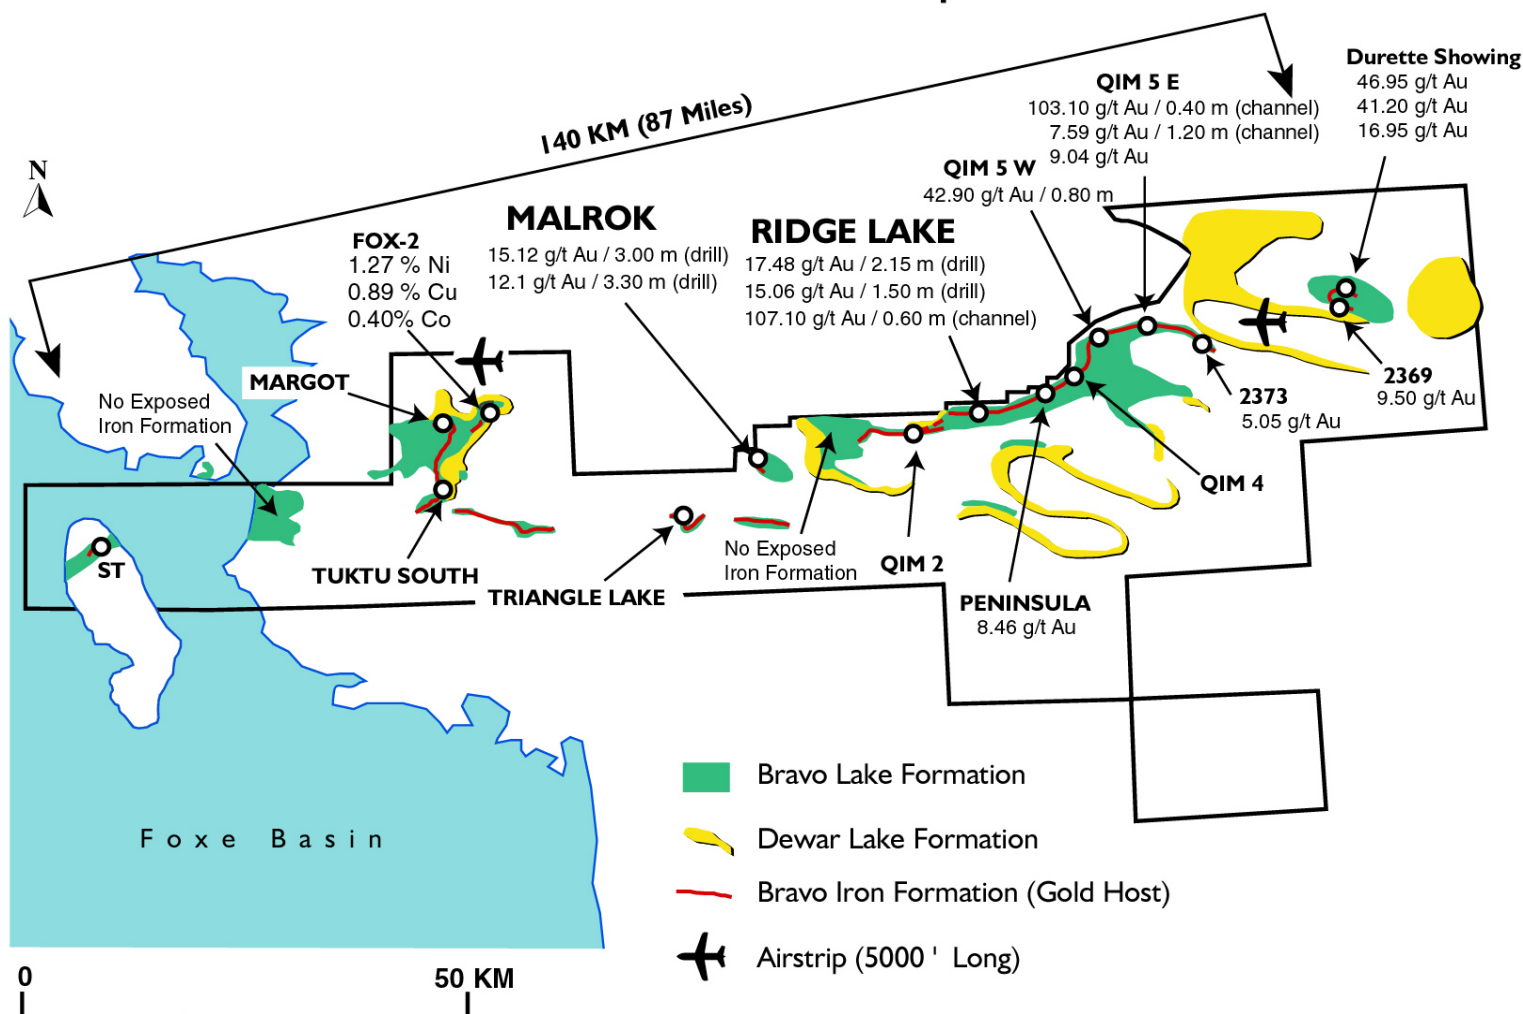 140 KM (87 Miles)
N
Durette Showing
46.95 g/t Au
41.20 g/t Au
16.95 g/t Au
QIM 5 E
103.10 g/t Au / 0.40 m (channel)
7.59 g/t Au / 1.20 m (channel)
9.04 g/t Au
QIM 5 W
42.90 g/t Au / 0.80 m
MALROK
15.12 g/t Au / 3.00 m (drill)
12.1 g/t Au / 3.30 m (drill)
RIDGE LAKE
17.48 g/t Au / 2.15 m (drill)
15.06 g/t Au / 1.50 m (drill)
107.10 g/t Au / 0.60 m (channel)
FOX-2
1.27 % Ni
0.89 % Cu
0.40% Co
MARGOT
No Exposed
Iron Formation
2369
9.50 g/t Au
2373
5.05 g/t Au
QIM 4
ST
TUKTU SOUTH
TRIANGLE LAKE
No Exposed
Iron Formation
QIM 2
PENINSULA
8.46 g/t Au
Foxe Basin
Bravo Lake Formation
Dewar Lake Formation
Bravo Iron Formation (Gold Host)
Airstrip (5000 ' Long)
0
50 KM